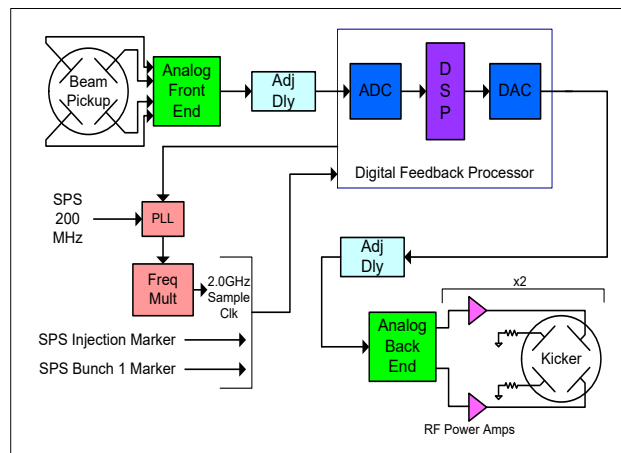 Beam
Pickup
Analog
Front
End
Adj
Dly
ADC
D
S
P
DAC
Digital Feedback Processor
SPS
200
MHz
PLL
Freq
Mult
2.0GHz
Sample
Clk
SPS Injection Marker
SPS Bunch 1 Marker
Adj
Dly
x2
Analog
Back
End
Kicker
RF Power Amps